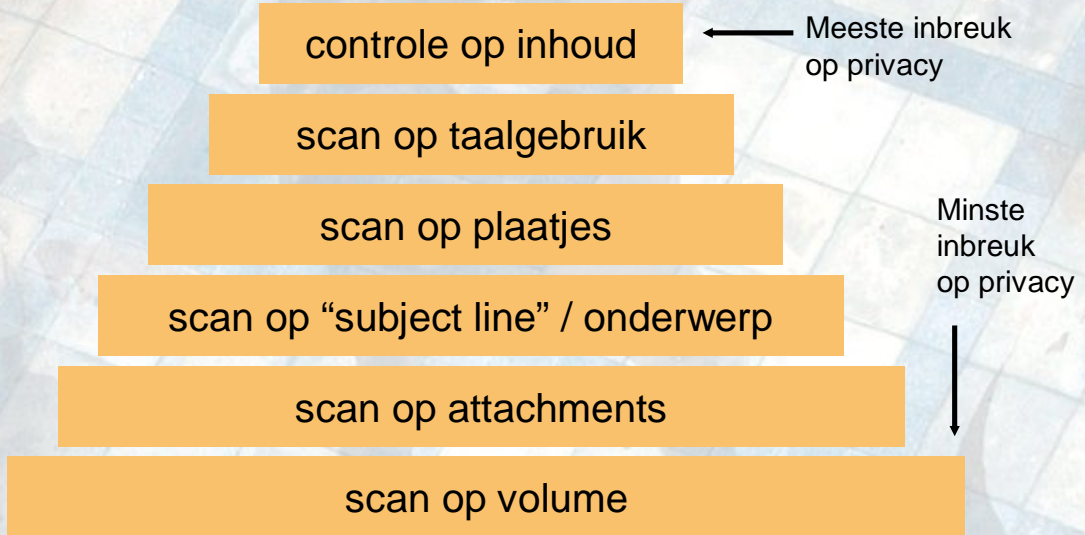 controle op inhoud
Meeste inbreuk
op privacy
scan op taalgebruik
scan op plaatjes
Minste
inbreuk
op privacy
scan op “subject line” / onderwerp
scan op attachments
scan op volume